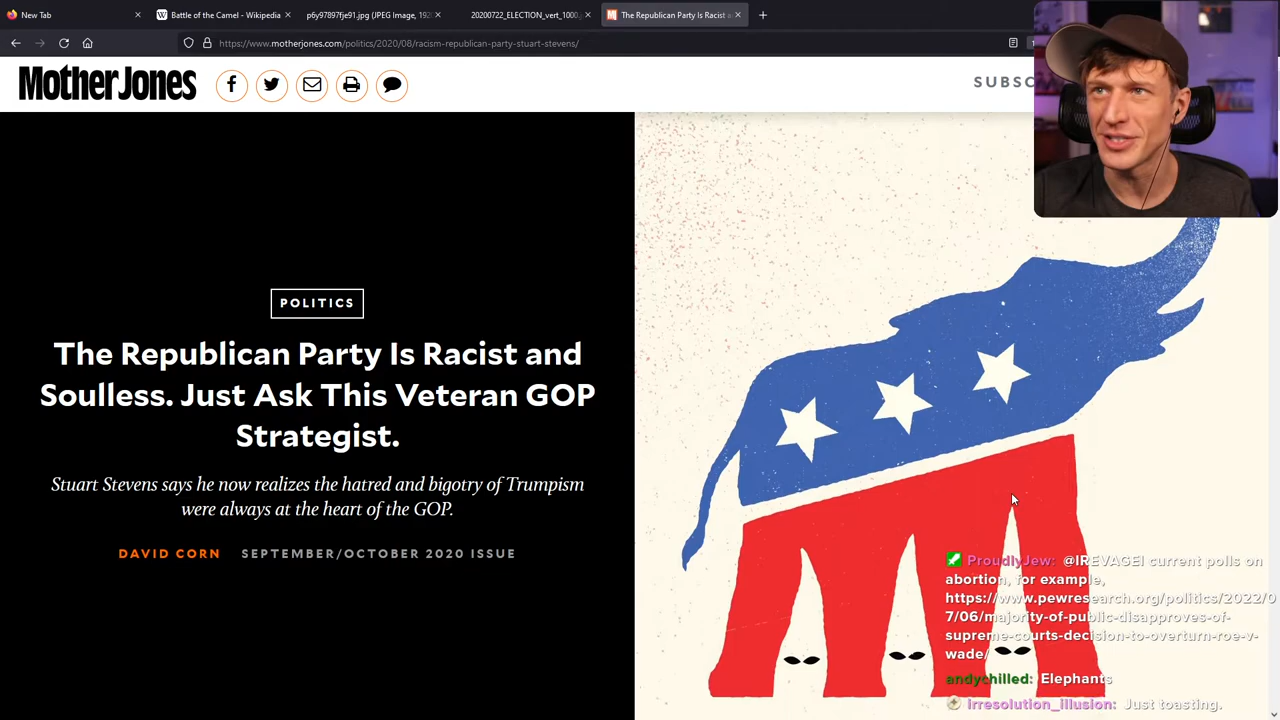 New Tab
Battle of the Camel - Wikipedia
p6y97897fje91.jpg (JPEG Image, 192
20200722_ELECTION_vert_1000
The Republican Party Is Racist a
https://www.motherjones.com/politics/2020/08/racism-republican-party-stuart-stevens/
Mother Jones
SUBSC
POLITICS
The Republican Party Is Racist and
Soulless. Just Ask This Veteran GOP
Strategist.
Stuart Stevens says he now realizes the hatred and bigotry of Trumpism
were always at the heart of the GOP.
DAVID CORN SEPTEMBER/OCTOBER 2020 ISSUE
ProudlyJew: @IREVAGEI current polls on
abortion, for example,
https://www.pewresearch.org/politics/2022/0
7/06/majority-of-public-disapproves-of-
supreme-courts-decision-to-overturn-roe-v-
wade/
andychilled: Elephants
Irresolution_illusion: Just toasting.